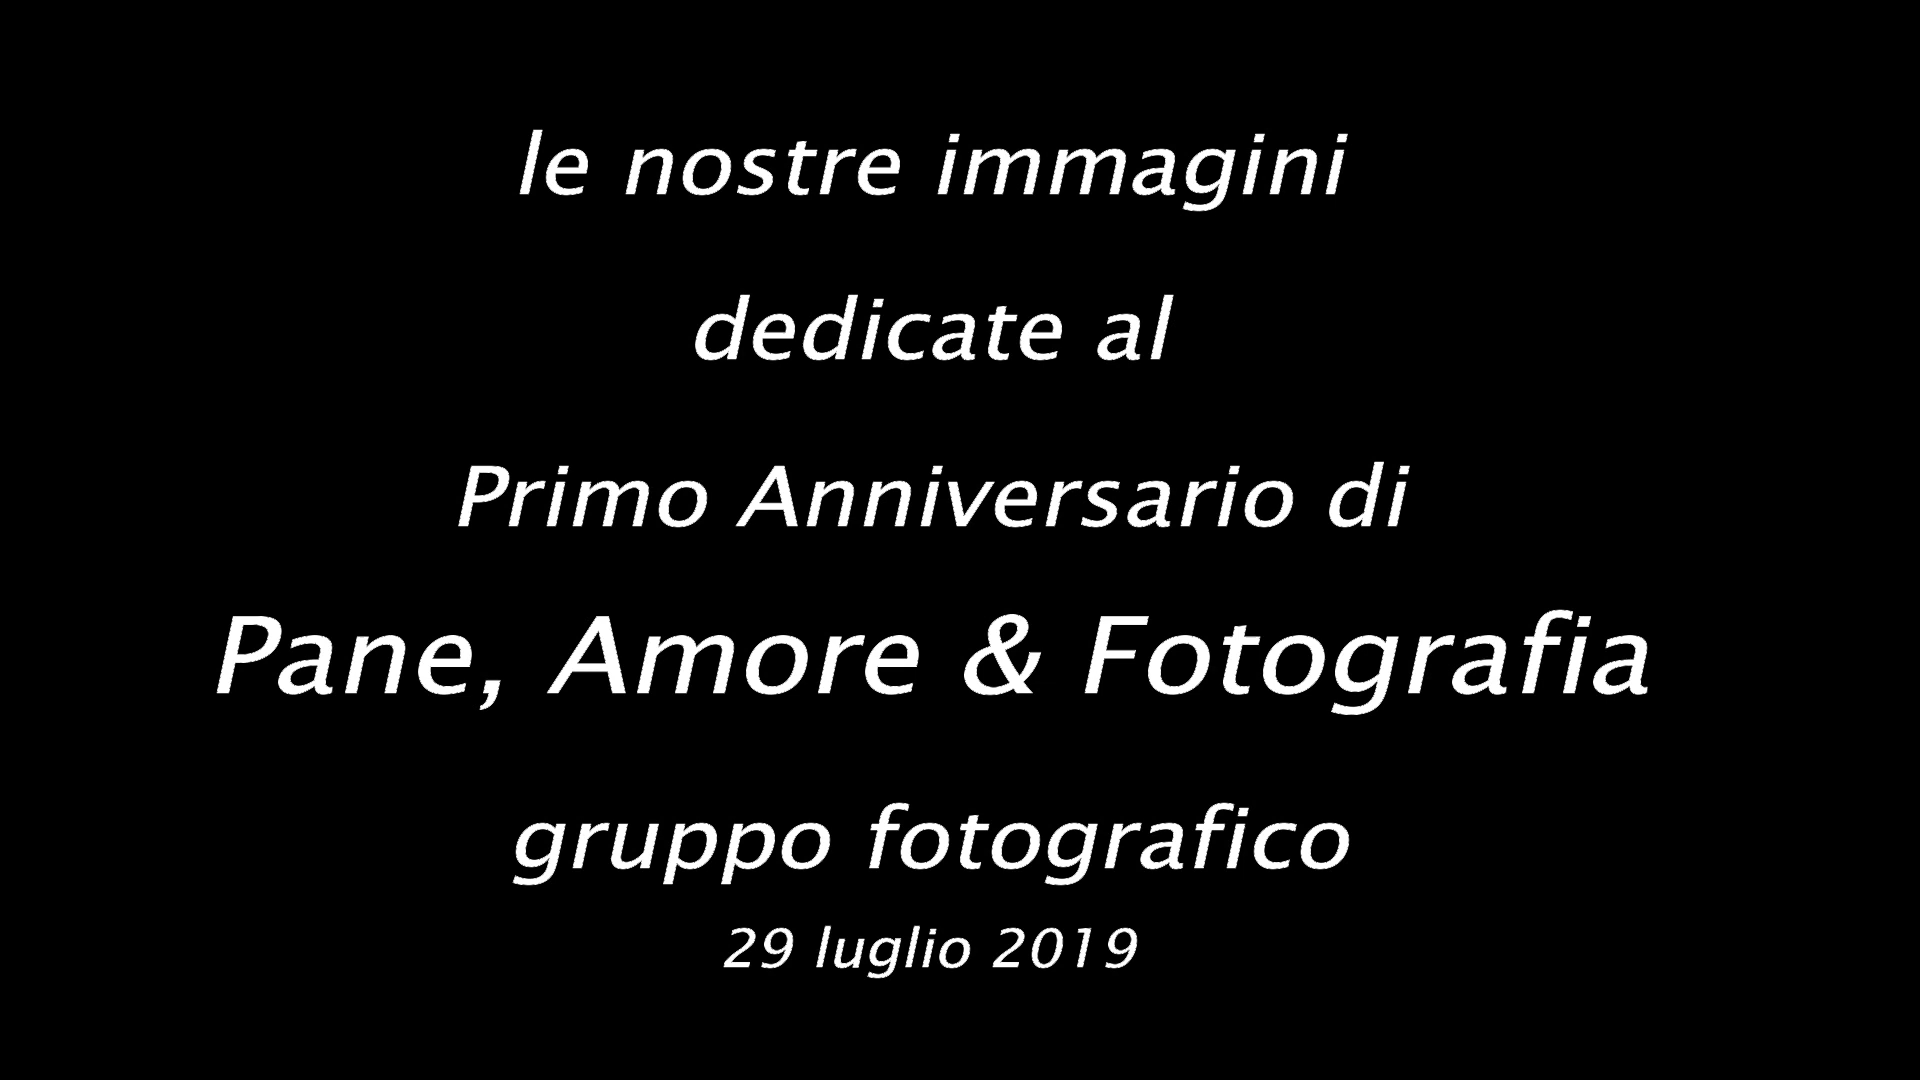 le nostre immagini
dedicate al
Primo Anniversario di
Pane, Amore & Fotografia
gruppo fotografico
29 luglio 2019